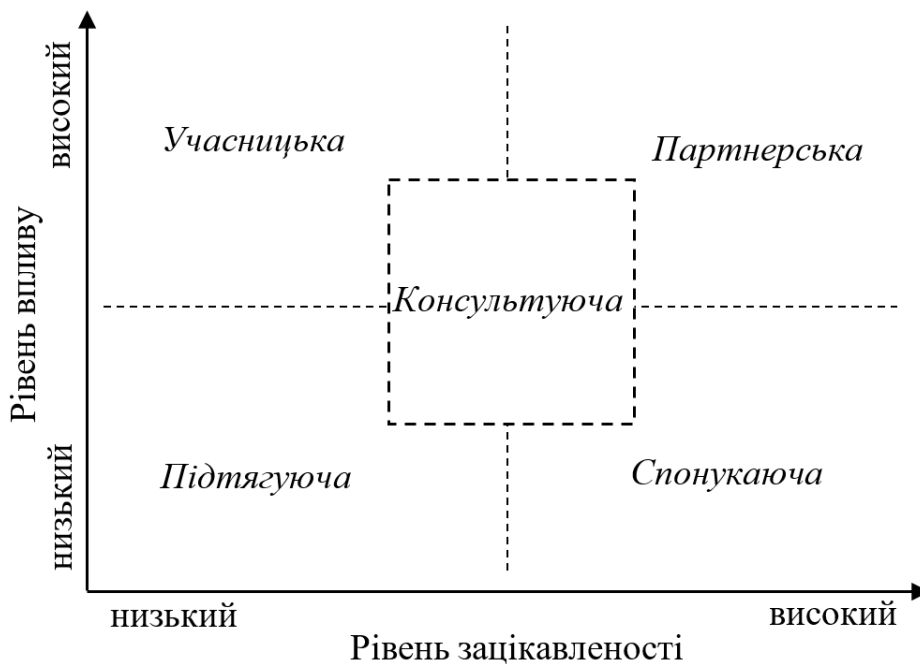 високий
Учасницька
Партнерська
Рівень впливу
Консультуюча
низький
Підтягуюча
Спонукаюча
низький
високий
Рівень зацікавленості